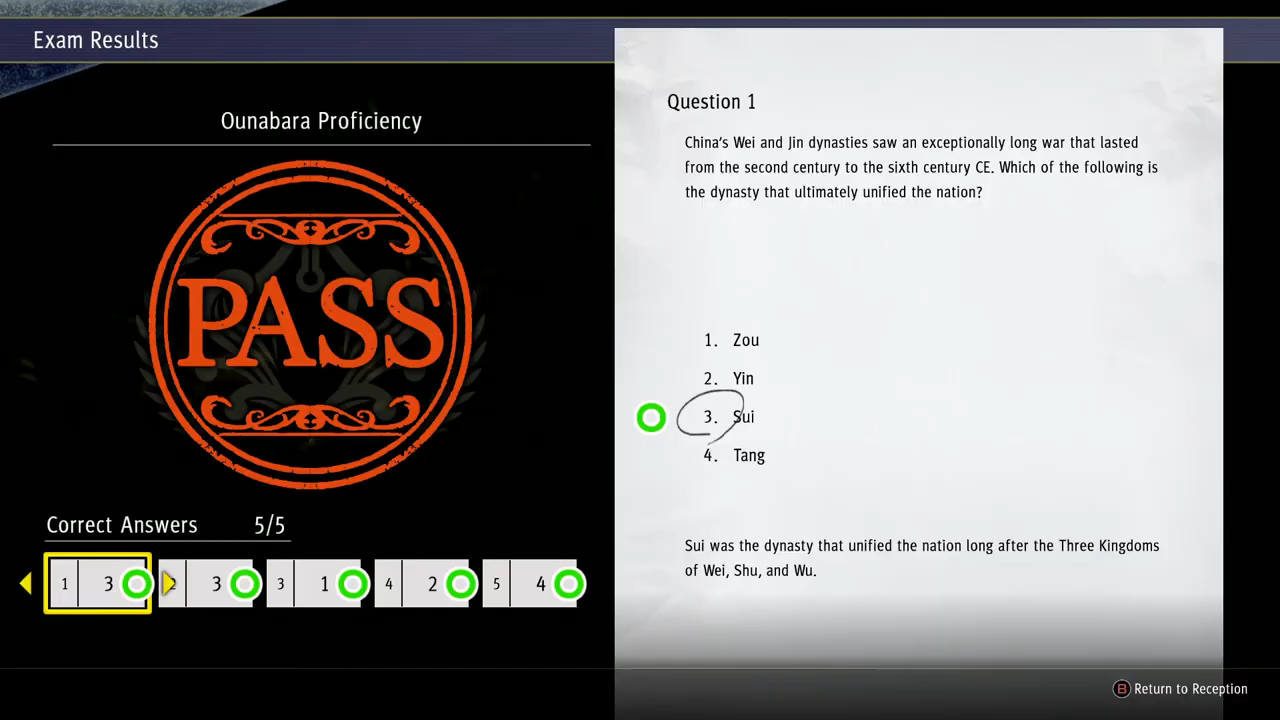 Exam Results
Ounabara Proficiency
PASS
Correct Answers 5/5
1 3
2 3
3 1
4 2
5 4
Question 1
China's Wei and Jin dynasties saw an exceptionally long war that lasted
from the second century to the sixth century CE. Which of the following is
the dynasty that ultimately unified the nation?
1. Zou
2. Yin
3. Sui
4. Tang
Sui was the dynasty that unified the nation long after the Three Kingdoms
of Wei, Shu, and Wu.
B Return to Reception